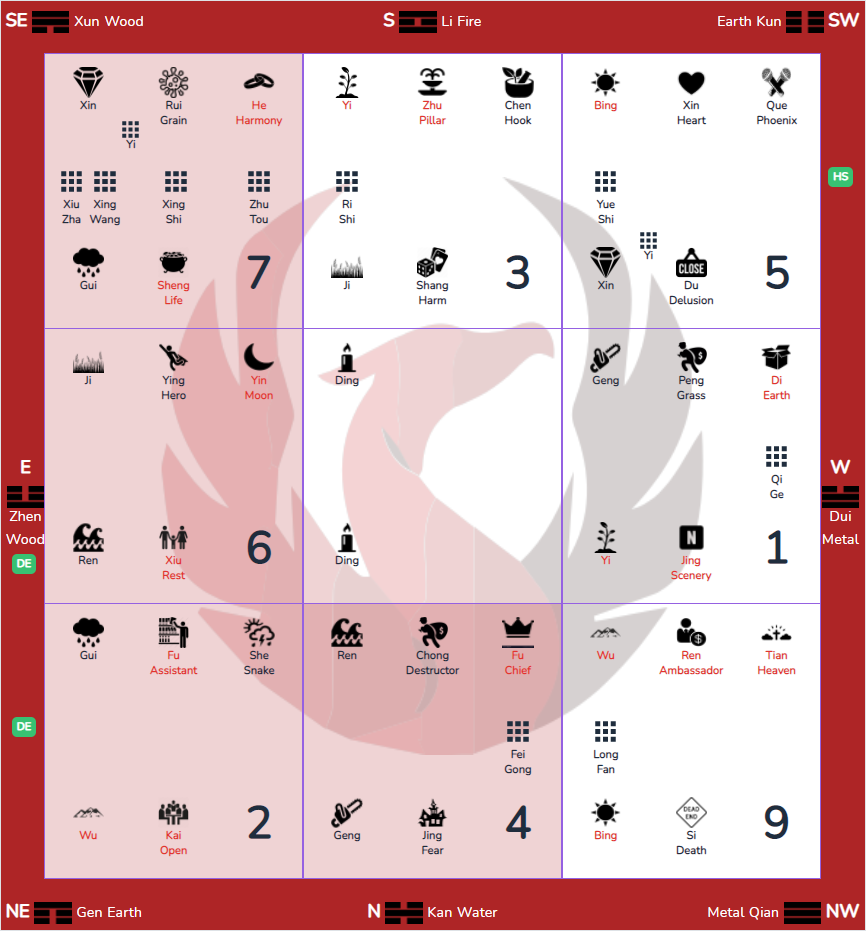 SE Xun Wood
S Li Fire
Earth Kun SW
Xin
Rui
Grain
He
Harmony
Yi
Xiu
Zha
Xing
Wang
Xing
Shi
Zhu
Tou
Gui
Sheng
Life
7
Yi
Zhu
Pillar
Chen
Hook
Ri
Shi
Ji
Shang
Harm
3
Bing
Xin
Heart
Que
Phoenix
Yue
Shi
Yi
Xin
CLOSE
Du
Delusion
5
HS
E
Zhen
Wood
DE
Ji
Ying
Hero
Yin
Moon
Ren
Xiu
Rest
6
Ding
Ding
Geng
$
Peng
Grass
Di
Earth
Qi
Ge
Yi
N
Jing
Scenery
1
W
Dui
Metal
DE
Gui
Fu
Assistant
She
Snake
Wu
Kai
Open
2
Ren
$
Chong
Destructor
Fu
Chief
Fei
Gong
Geng
Jing
Fear
4
Wu
$
Ren
Ambassador
Tian
Heaven
Long
Fan
Bing
DEAD
END
Si
Death
9
NE Gen Earth
N Kan Water
Metal Qian NW